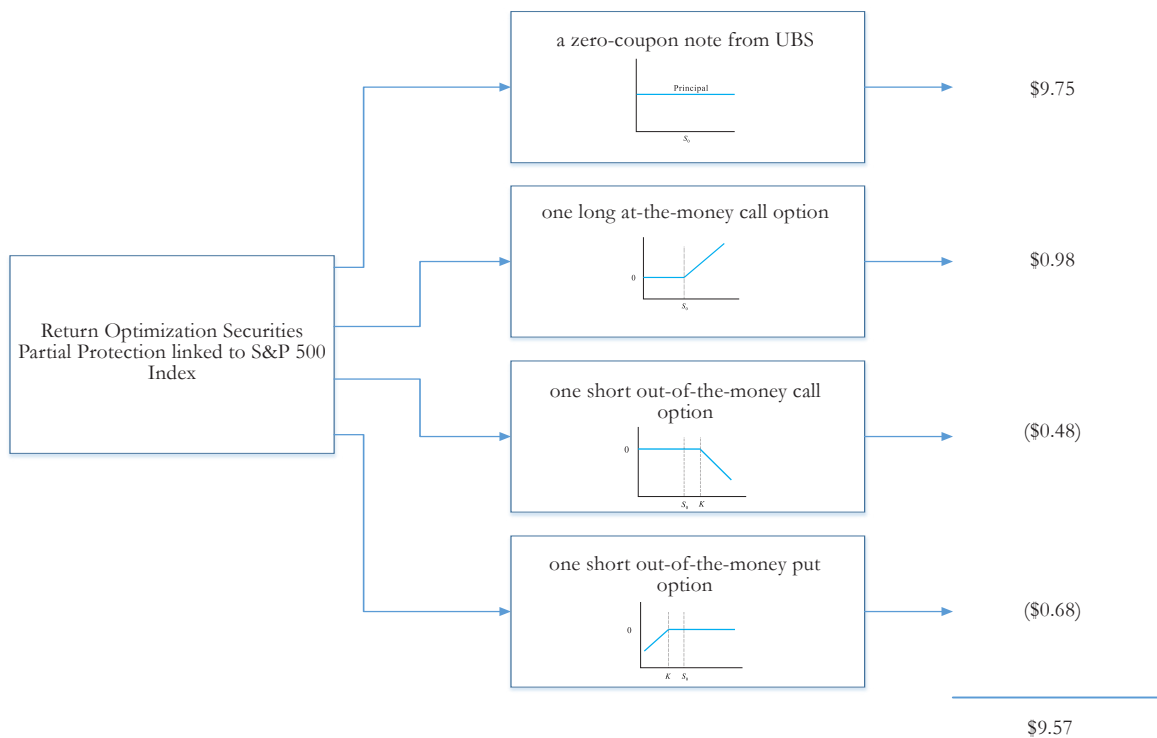 a zero-coupon note from UBS
Principal
S₀
$9.75
one long at-the-money call option
0
S₀
$0.98
Return Optimization Securities
Partial Protection linked to S&P 500
Index
one short out-of-the-money call
option
0
S₀ K
($0.48)
one short out-of-the-money put
option
0
K S₀
($0.68)
$9.57